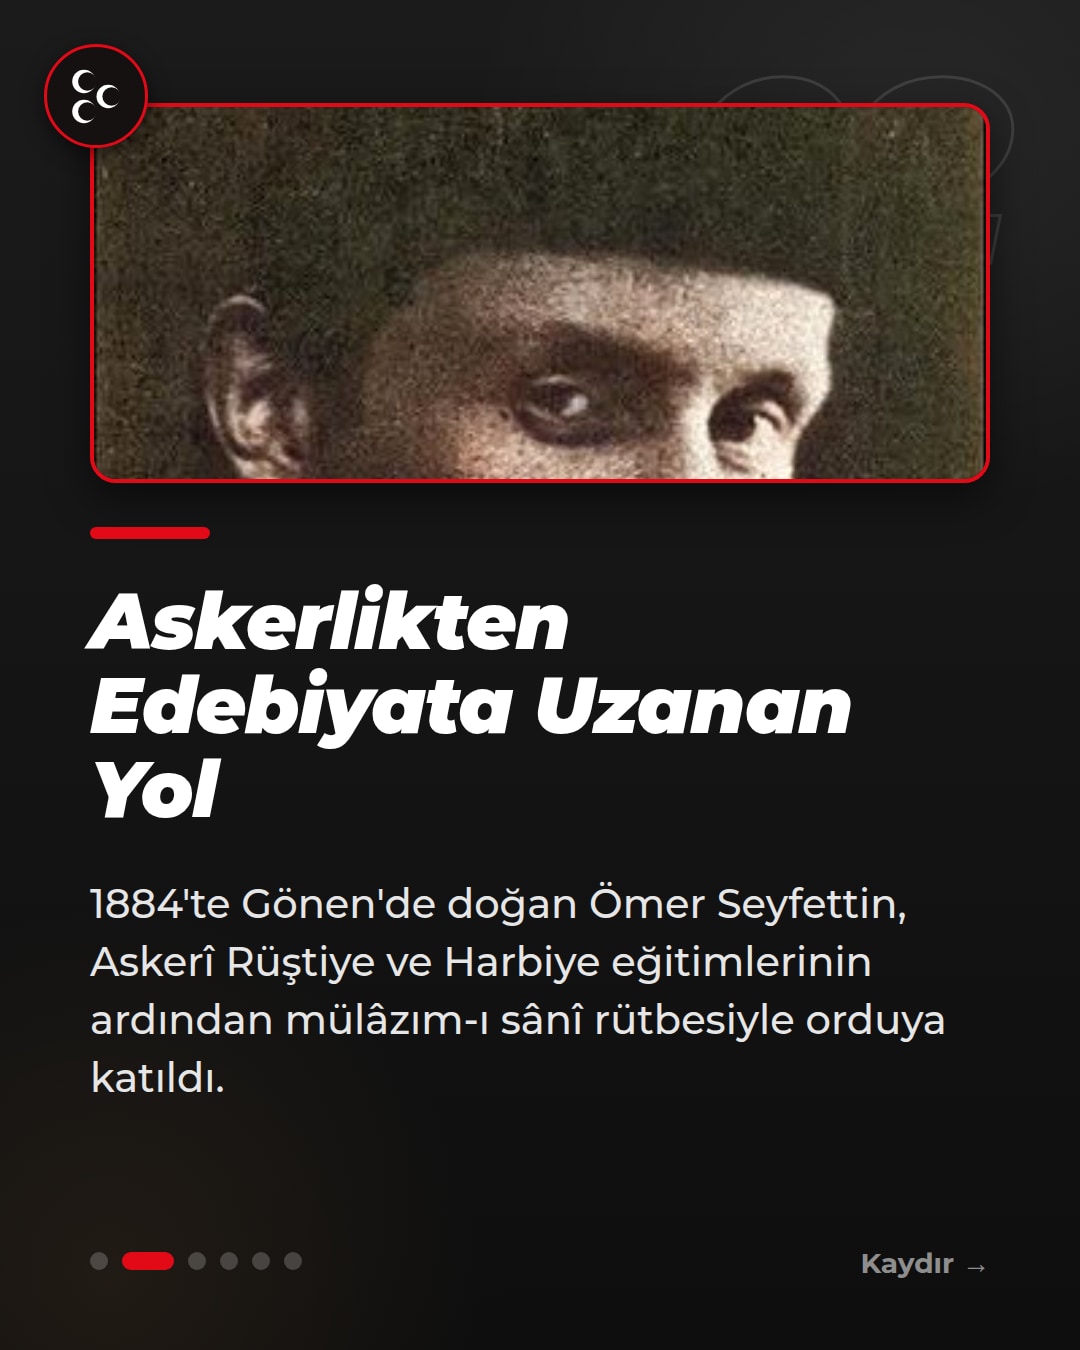 Askerlikten
Edebiyata Uzanan
Yol
1884'te Gönen'de doğan Ömer Seyfettin,
Askerî Rüştiye ve Harbiye eğitimlerinin
ardından mülâzım-ı sânî rütbesiyle orduya
katıldı.
Kaydır →